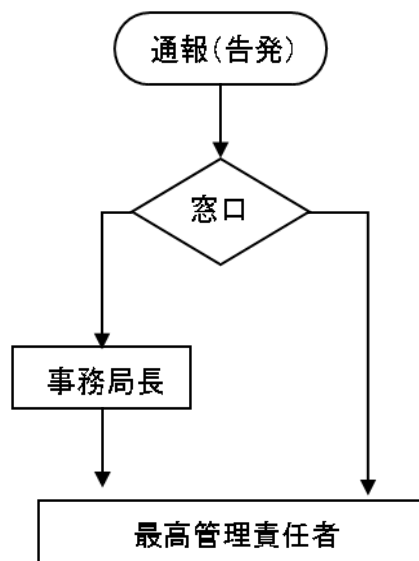 通報(告発)
窓口
事務局長
最高管理責任者